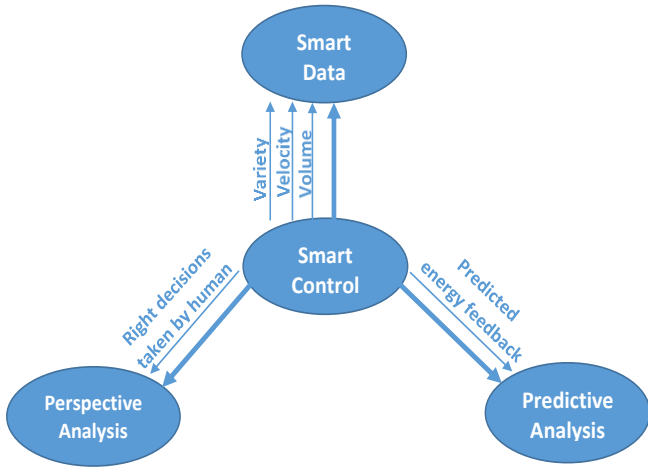 Smart
Data
Variety
Velocity
Volume
Smart
Control
Right decisions
taken by human
Predicted
energy feedback
Perspective
Analysis
Predictive
Analysis